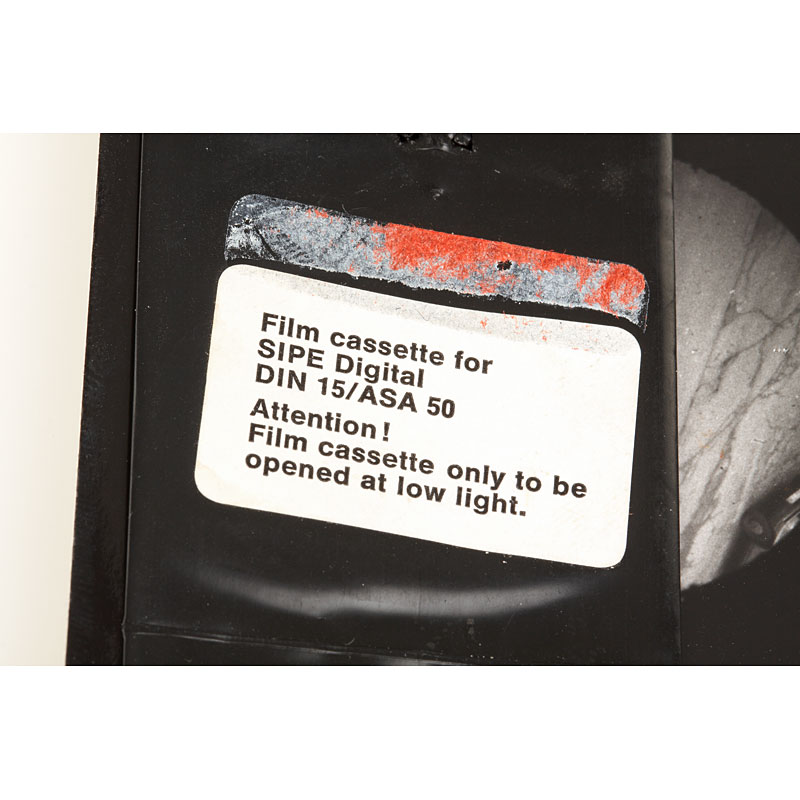 Film cassette for
SIPE Digital
DIN 15/ASA 50
Attention!
Film cassette only to be
opened at low light.